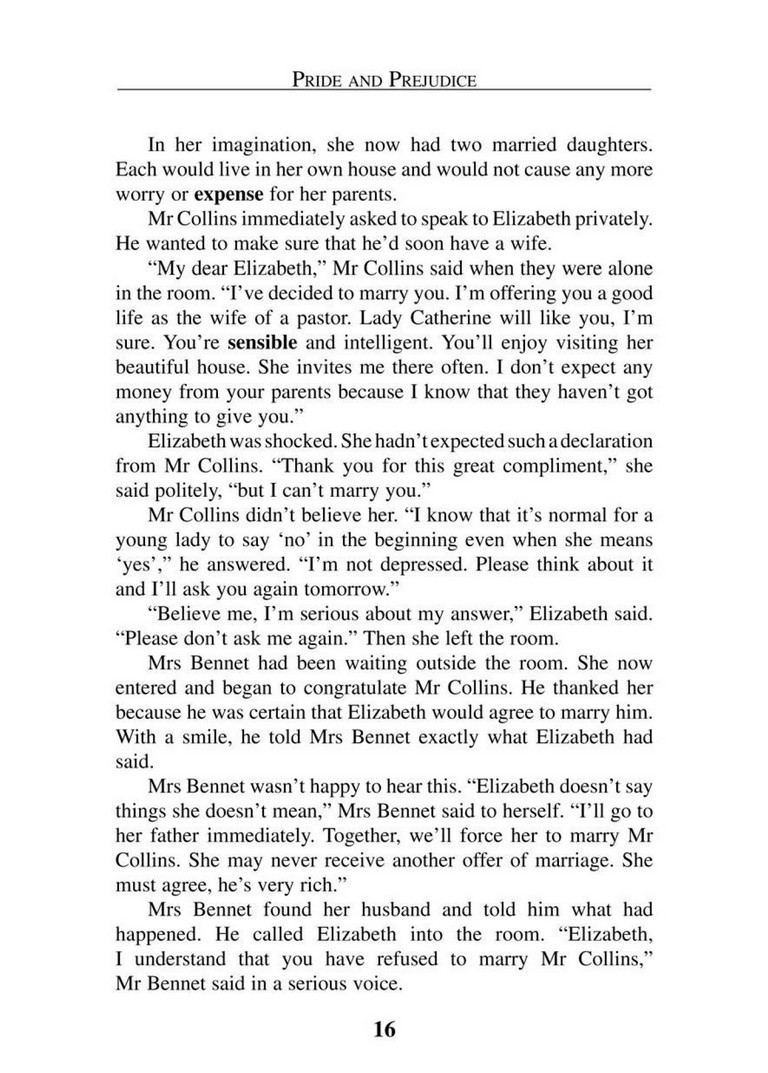 PRIDE AND PREJUDICE
In her imagination, she now had two married daughters.
Each would live in her own house and would not cause any more
worry or expense for her parents.
Mr Collins immediately asked to speak to Elizabeth privately.
He wanted to make sure that he’d soon have a wife.
“My dear Elizabeth,” Mr Collins said when they were alone
in the room. “I’ve decided to marry you. I’m offering you a good
life as the wife of a pastor. Lady Catherine will like you, I’m
sure. You’re sensible and intelligent. You’ll enjoy visiting her
beautiful house. She invites me there often. I don’t expect any
money from your parents because I know that they haven’t got
anything to give you.”
Elizabeth was shocked. She hadn’t expected such a declaration
from Mr Collins. “Thank you for this great compliment,” she
said politely, “but I can’t marry you.”
Mr Collins didn’t believe her. “I know that it’s normal for a
young lady to say ‘no’ in the beginning even when she means
‘yes’,” he answered. “I’m not depressed. Please think about it
and I’ll ask you again tomorrow.”
“Believe me, I’m serious about my answer,” Elizabeth said.
“Please don’t ask me again.” Then she left the room.
Mrs Bennet had been waiting outside the room. She now
entered and began to congratulate Mr Collins. He thanked her
because he was certain that Elizabeth would agree to marry him.
With a smile, he told Mrs Bennet exactly what Elizabeth had
said.
Mrs Bennet wasn’t happy to hear this. “Elizabeth doesn’t say
things she doesn’t mean,” Mrs Bennet said to herself. “I’ll go to
her father immediately. Together, we’ll force her to marry Mr
Collins. She may never receive another offer of marriage. She
must agree, he’s very rich.”
Mrs Bennet found her husband and told him what had
happened. He called Elizabeth into the room. “Elizabeth,
I understand that you have refused to marry Mr Collins,”
Mr Bennet said in a serious voice.
16